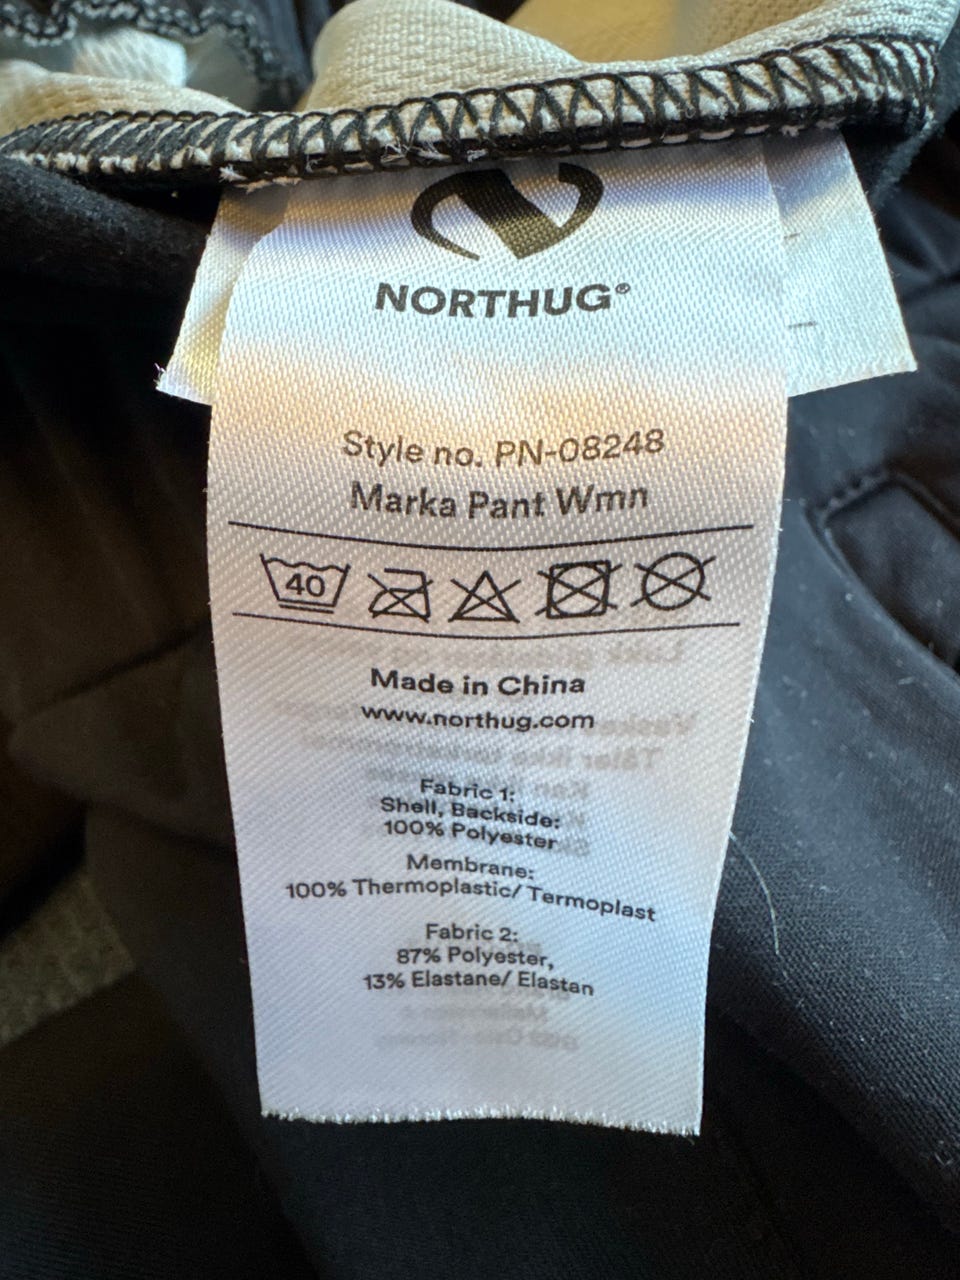 NORTHUG®
Style no. PN-08248
Marka Pant Wmn
40
Made in China
www.northug.com
Fabric 1:
Shell, Backside:
100% Polyester
Membrane:
100% Thermoplastic/ Termoplast
Fabric 2:
87% Polyester,
13% Elastane/ Elastan